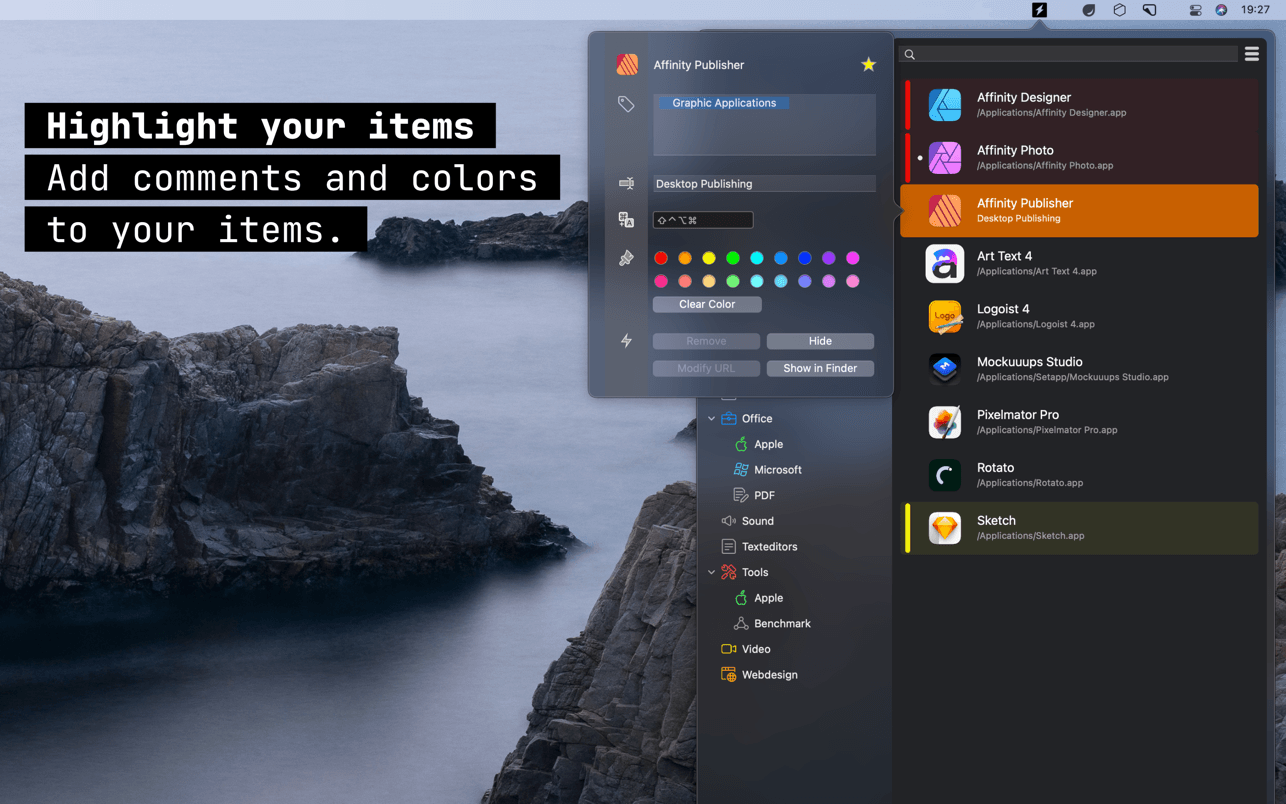 19:27
Highlight your items
Add comments and colors
to your items.
Affinity Publisher
Graphic Applications
Desktop Publishing
⇧^⌥⌘
Clear Color
Remove
Hide
Modify URL
Show in Finder
Office
Apple
Microsoft
PDF
Sound
Texteditors
Tools
Apple
Benchmark
Video
Webdesign
Affinity Designer
/Applications/Affinity Designer.app
Affinity Photo
/Applications/Affinity Photo.app
Affinity Publisher
Desktop Publishing
Art Text 4
/Applications/Art Text 4.app
Logo
Logoist 4
/Applications/Logoist 4.app
Mockuuups Studio
/Applications/Setapp/Mockuuups Studio.app
Pixelmator Pro
/Applications/Pixelmator Pro.app
Rotato
/Applications/Rotato.app
Sketch
/Applications/Sketch.app